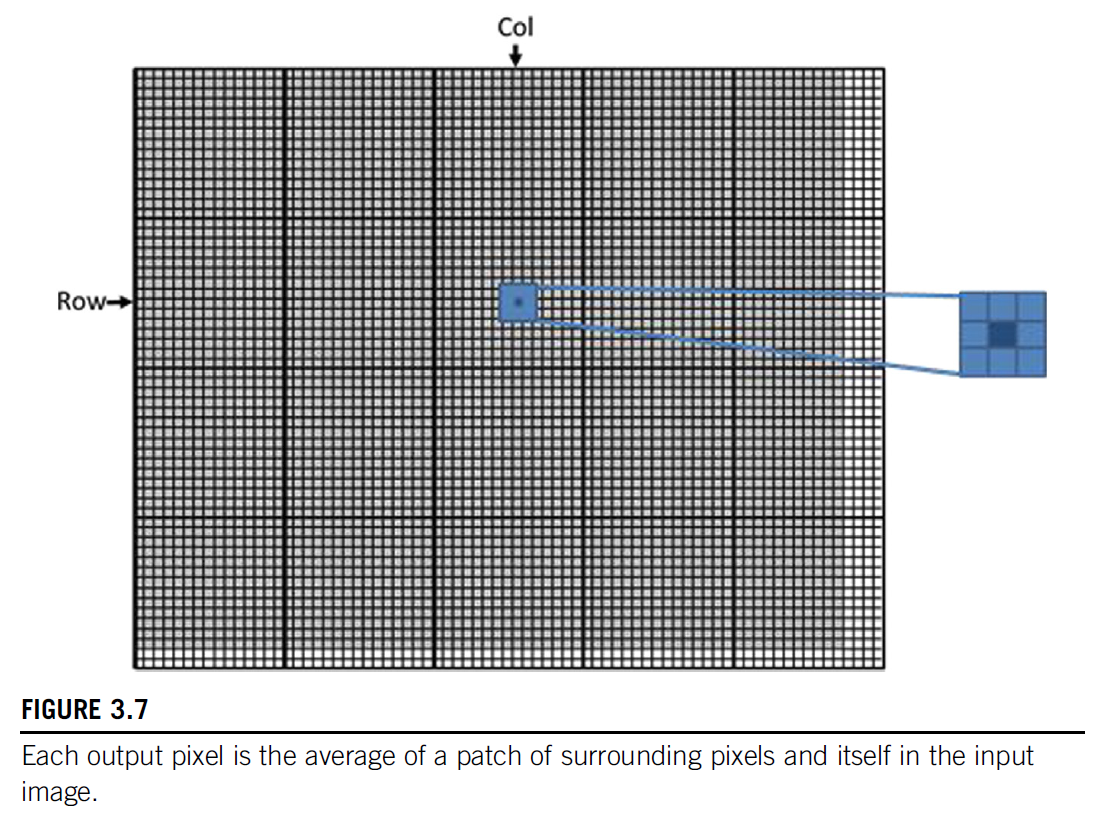 Col
Row
FIGURE 3.7
Each output pixel is the average of a patch of surrounding pixels and itself in the input
image.